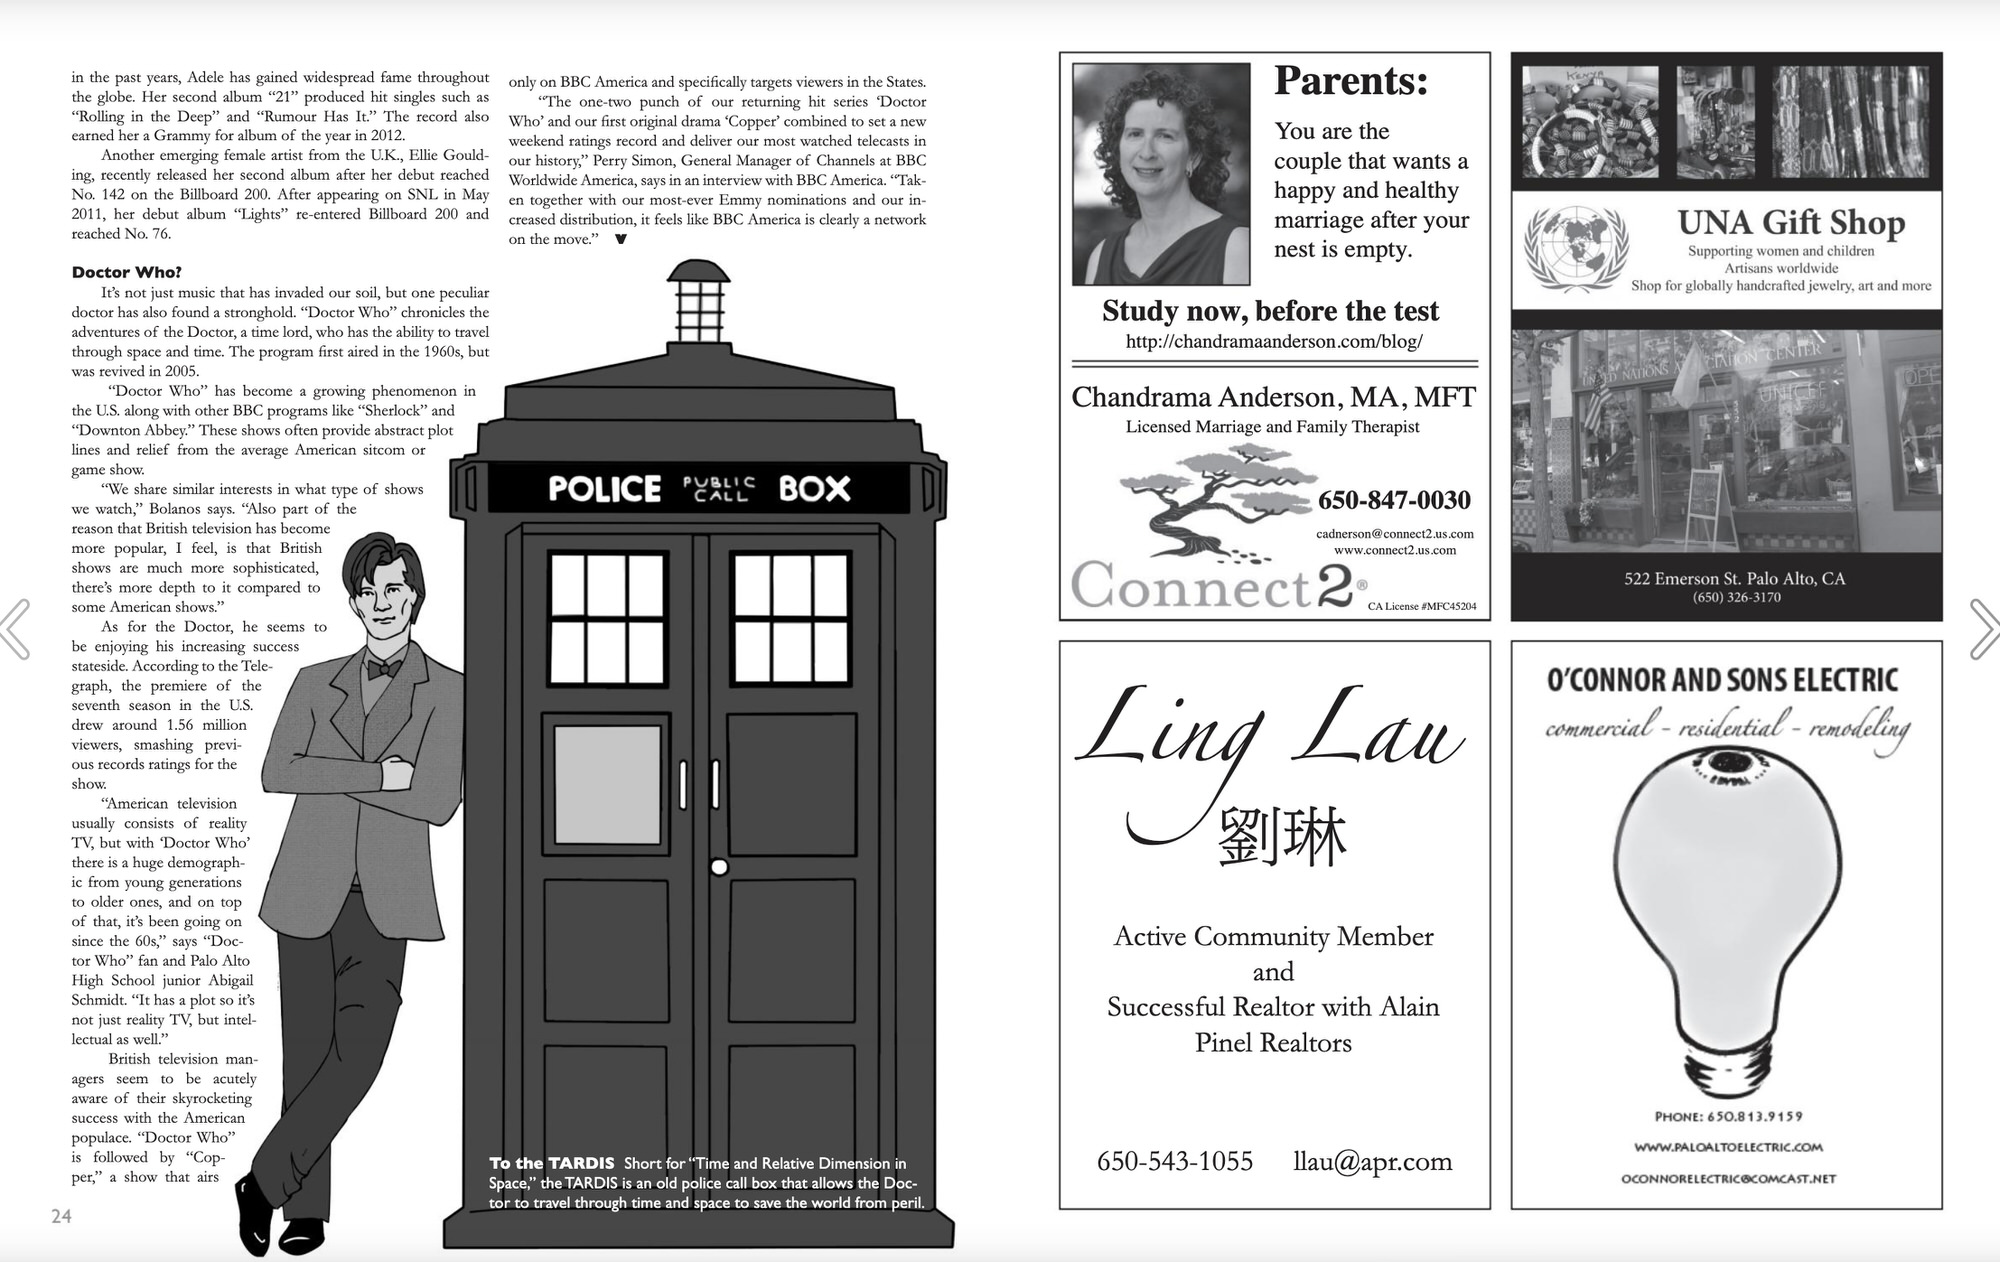 in the past years, Adele has gained widespread fame throughout
the globe. Her second album “21” produced hit singles such as
“Rolling in the Deep” and “Rumour Has It.” The record also
earned her a Grammy for album of the year in 2012.
Another emerging female artist from the U.K., Ellie Gould-
ing, recently released her second album after her debut reached
No. 142 on the Billboard 200. After appearing on SNL in May
2011, her debut album “Lights” re-entered Billboard 200 and
reached No. 76.
Doctor Who?
It’s not just music that has invaded our soil, but one peculiar
doctor has also found a stronghold. “Doctor Who” chronicles the
adventures of the Doctor, a time lord, who has the ability to travel
through space and time. The program first aired in the 1960s, but
was revived in 2005.
“Doctor Who” has become a growing phenomenon in
the U.S. along with other BBC programs like “Sherlock” and
“Downton Abbey.” These shows often provide abstract plot
lines and relief from the average American sitcom or
game show.
“We share similar interests in what type of shows
we watch,” Bolanos says. “Also part of the
reason that British television has become
more popular, I feel, is that British
shows are much more sophisticated,
there’s more depth to it compared to
some American shows.”
As for the Doctor, he seems to
be enjoying his increasing success
stateside. According to the Tele-
graph, the premiere of the
seventh season in the U.S.
drew around 1.56 million
viewers, smashing previ-
ous records ratings for the
show.
“American television
usually consists of reality
TV, but with ‘Doctor Who’
there is a huge demograph-
ic from young generations
to older ones, and on top
of that, it’s been going on
since the 60s,” says “Doc-
tor Who” fan and Palo Alto
High School junior Abigail
Schmidt. “It has a plot so it’s
not just reality TV, but intel-
lectual as well.”
British television man-
agers seem to be acutely
aware of their skyrocketing
success with the American
populace. “Doctor Who”
is followed by “Cop-
per,” a show that airs
24
only on BBC America and specifically targets viewers in the States.
“The one-two punch of our returning hit series ‘Doctor
Who’ and our first original drama ‘Copper’ combined to set a new
weekend ratings record and deliver our most watched telecasts in
our history,” Perry Simon, General Manager of Channels at BBC
Worldwide America, says in an interview with BBC America. “Tak-
en together with our most-ever Emmy nominations and our in-
creased distribution, it feels like BBC America is clearly a network
on the move.”
POLICE PUBLIC CALL BOX
To the TARDIS Short for “Time and Relative Dimension in
Space,” the TARDIS is an old police call box that allows the Doc-
tor to travel through time and space to save the world from peril.
Parents:
You are the
couple that wants a
happy and healthy
marriage after your
nest is empty.
Study now, before the test
http://chandramaanderson.com/blog/
Chandrama Anderson, MA, MFT
Licensed Marriage and Family Therapist
650-847-0030
cadnerson@connect2.us.com
www.connect2.us.com
Connect2®
CA License #MFC45204
KENYA
UNA Gift Shop
Supporting women and children
Artisans worldwide
Shop for globally handcrafted jewelry, art and more
UNITED NATIONS ASSOCIATION CENTER
UNICEF
522 Emerson St. Palo Alto, CA
(650) 326-3170
Ling Lau
劉琳
Active Community Member
and
Successful Realtor with Alain
Pinel Realtors
650-543-1055 llau@apr.com
O’CONNOR AND SONS ELECTRIC
commercial – residential – remodeling
PHONE: 650.813.9159
WWW.PALOALTOELECTRIC.COM
OCONNORELECTRIC@COMCAST.NET